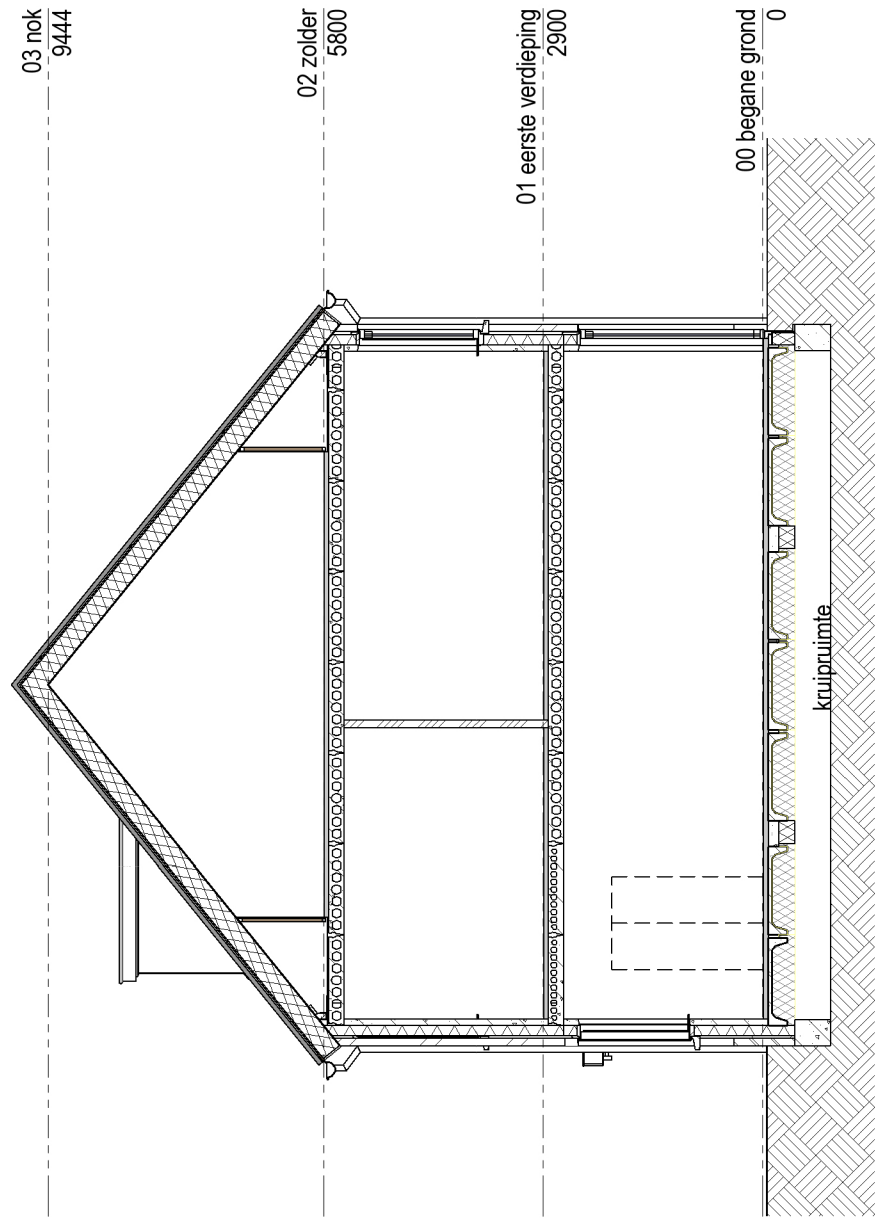 03 nok
9444
02 zolder
5800
01 eerste verdieping
2900
00 begane grond
0
kruipruimte